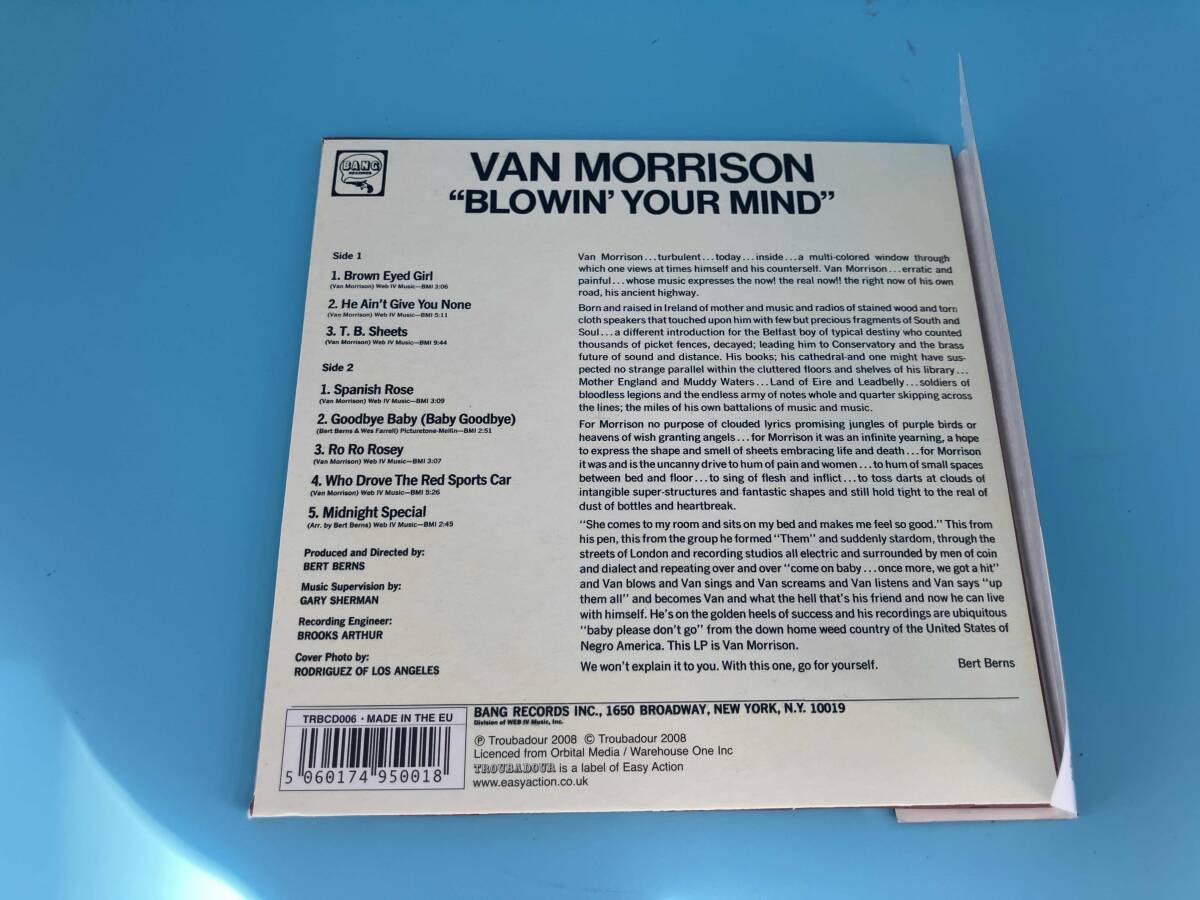 BANG
RECORDS
VAN MORRISON
“BLOWIN’ YOUR MIND”
Side 1
1. Brown Eyed Girl
(Van Morrison) Web IV Music—BMI 3:06
2. He Ain’t Give You None
(Van Morrison) Web IV Music—BMI 5:11
3. T. B. Sheets
(Van Morrison) Web IV Music—BMI 9:44
Side 2
1. Spanish Rose
(Van Morrison) Web IV Music—BMI 3:09
2. Goodbye Baby (Baby Goodbye)
(Bert Berns & Wes Farrell) Picturetone-Mellin—BMI 2:51
3. Ro Ro Rosey
(Van Morrison) Web IV Music—BMI 3:07
4. Who Drove The Red Sports Car
(Van Morrison) Web IV Music—BMI 5:26
5. Midnight Special
(Arr. by Bert Berns) Web IV Music—BMI 2:45
Produced and Directed by:
BERT BERNS
Music Supervision by:
GARY SHERMAN
Recording Engineer:
BROOKS ARTHUR
Cover Photo by:
RODRIGUEZ OF LOS ANGELES
Van Morrison...turbulent...today...inside...a multi-colored window through
which one views at times himself and his counterself. Van Morrison...erratic and
painful...whose music expresses the now! the real now!! the right now of his own
road, his ancient highway.
Born and raised in Ireland of mother and music and radios of stained wood and torn
cloth speakers that touched upon him with few but precious fragments of South and
Soul...a different introduction for the Belfast boy of typical destiny who counted
thousands of picket fences, decayed; leading him to Conservatory and the brass
future of sound and distance. His books; his cathedral-and one might have sus-
pected no strange parallel within the cluttered floors and shelves of his library...
Mother England and Muddy Waters...Land of Eire and Leadbelly...soldiers of
bloodless legions and the endless army of notes whole and quarter skipping across
the lines; the miles of his own battalions of music and music.
For Morrison no purpose of clouded lyrics promising jungles of purple birds or
heavens of wish granting angels...for Morrison it was an infinite yearning, a hope
to express the shape and smell of sheets embracing life and death...for Morrison
it was and is the uncanny drive to hum of pain and women...to hum of small spaces
between bed and floor...to sing of flesh and inflict...to toss darts at clouds of
intangible super-structures and fantastic shapes and still hold tight to the real of
dust of bottles and heartbreak.
“She comes to my room and sits on my bed and makes me feel so good.” This from
his pen, this from the group he formed “Them” and suddenly stardom, through the
streets of London and recording studios all electric and surrounded by men of coin
and dialect and repeating over and over “come on baby...once more, we got a hit”
and Van blows and Van sings and Van screams and Van listens and Van says “up
them all” and becomes Van and what the hell that’s his friend and now he can live
with himself. He’s on the golden heels of success and his recordings are ubiquitous
“baby please don’t go” from the down home weed country of the United States of
Negro America. This LP is Van Morrison.
We won’t explain it to you. With this one, go for yourself.
Bert Berns
TRBCD006 · MADE IN THE EU
5 060174 950018
BANG RECORDS INC., 1650 BROADWAY, NEW YORK, N.Y. 10019
Division of WEB IV Music, Inc.
℗ Troubadour 2008 © Troubadour 2008
Licenced from Orbital Media / Warehouse One Inc
TROUBADOUR is a label of Easy Action
www.easyaction.co.uk